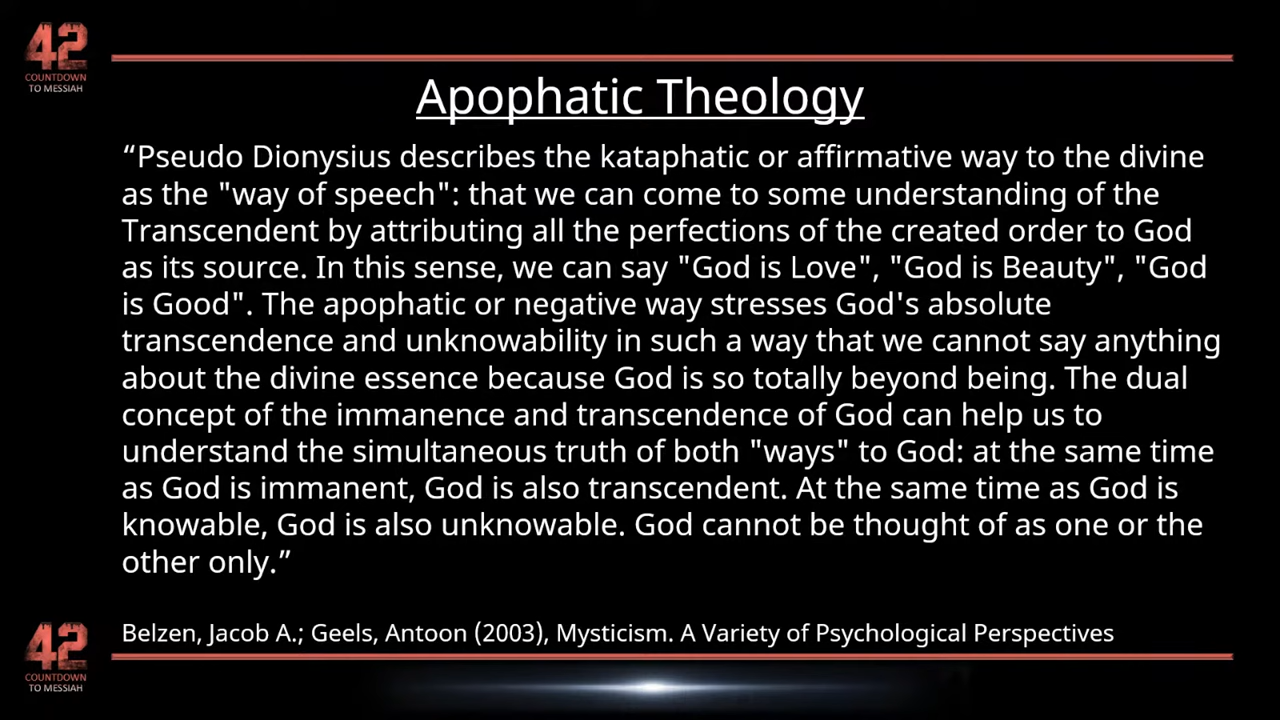 42
COUNTDOWN
TO MESSIAH
Apophatic Theology
“Pseudo Dionysius describes the kataphatic or affirmative way to the divine
as the "way of speech": that we can come to some understanding of the
Transcendent by attributing all the perfections of the created order to God
as its source. In this sense, we can say "God is Love", "God is Beauty", "God
is Good". The apophatic or negative way stresses God's absolute
transcendence and unknowability in such a way that we cannot say anything
about the divine essence because God is so totally beyond being. The dual
concept of the immanence and transcendence of God can help us to
understand the simultaneous truth of both "ways" to God: at the same time
as God is immanent, God is also transcendent. At the same time as God is
knowable, God is also unknowable. God cannot be thought of as one or the
other only.”
Belzen, Jacob A.; Geels, Antoon (2003), Mysticism. A Variety of Psychological Perspectives
42
COUNTDOWN
TO MESSIAH